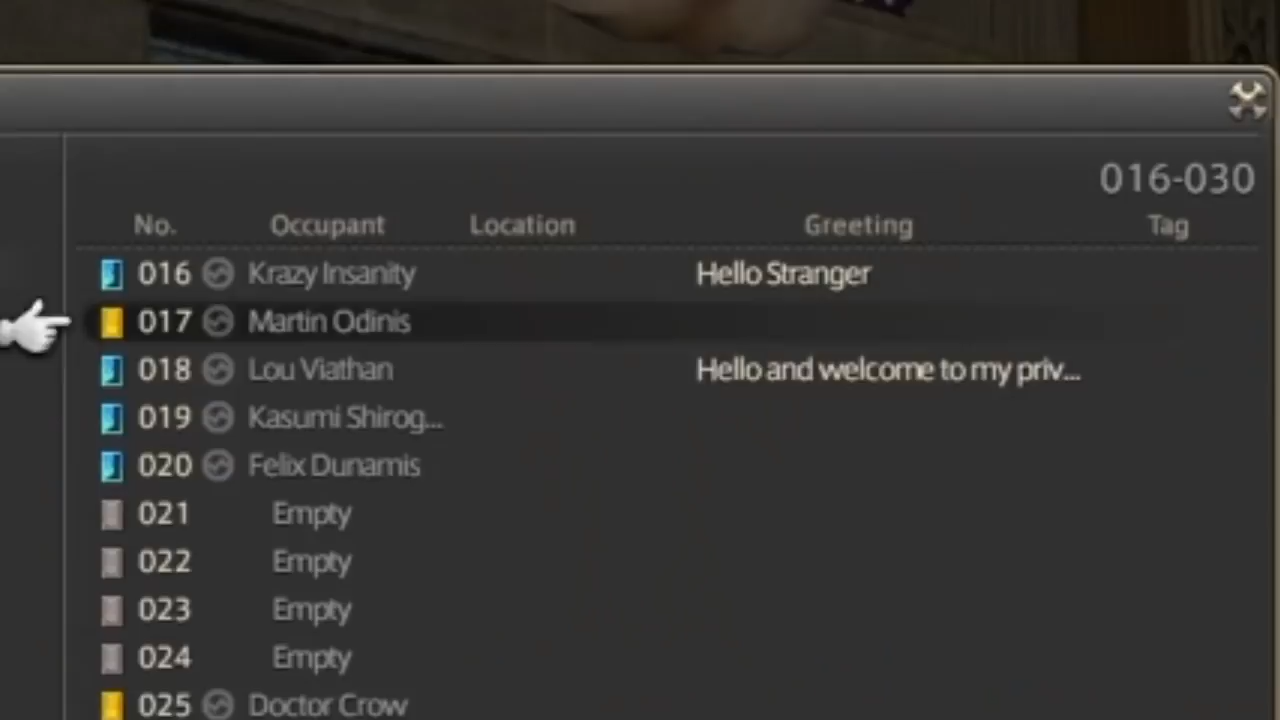 016-030
No. Occupant Location Greeting Tag
016 Krazy Insanity Hello Stranger
017 Martin Odinis
018 Lou Viathan Hello and welcome to my priv...
019 Kasumi Shirog...
020 Felix Dunamis
021 Empty
022 Empty
023 Empty
024 Empty
025 Doctor Crow